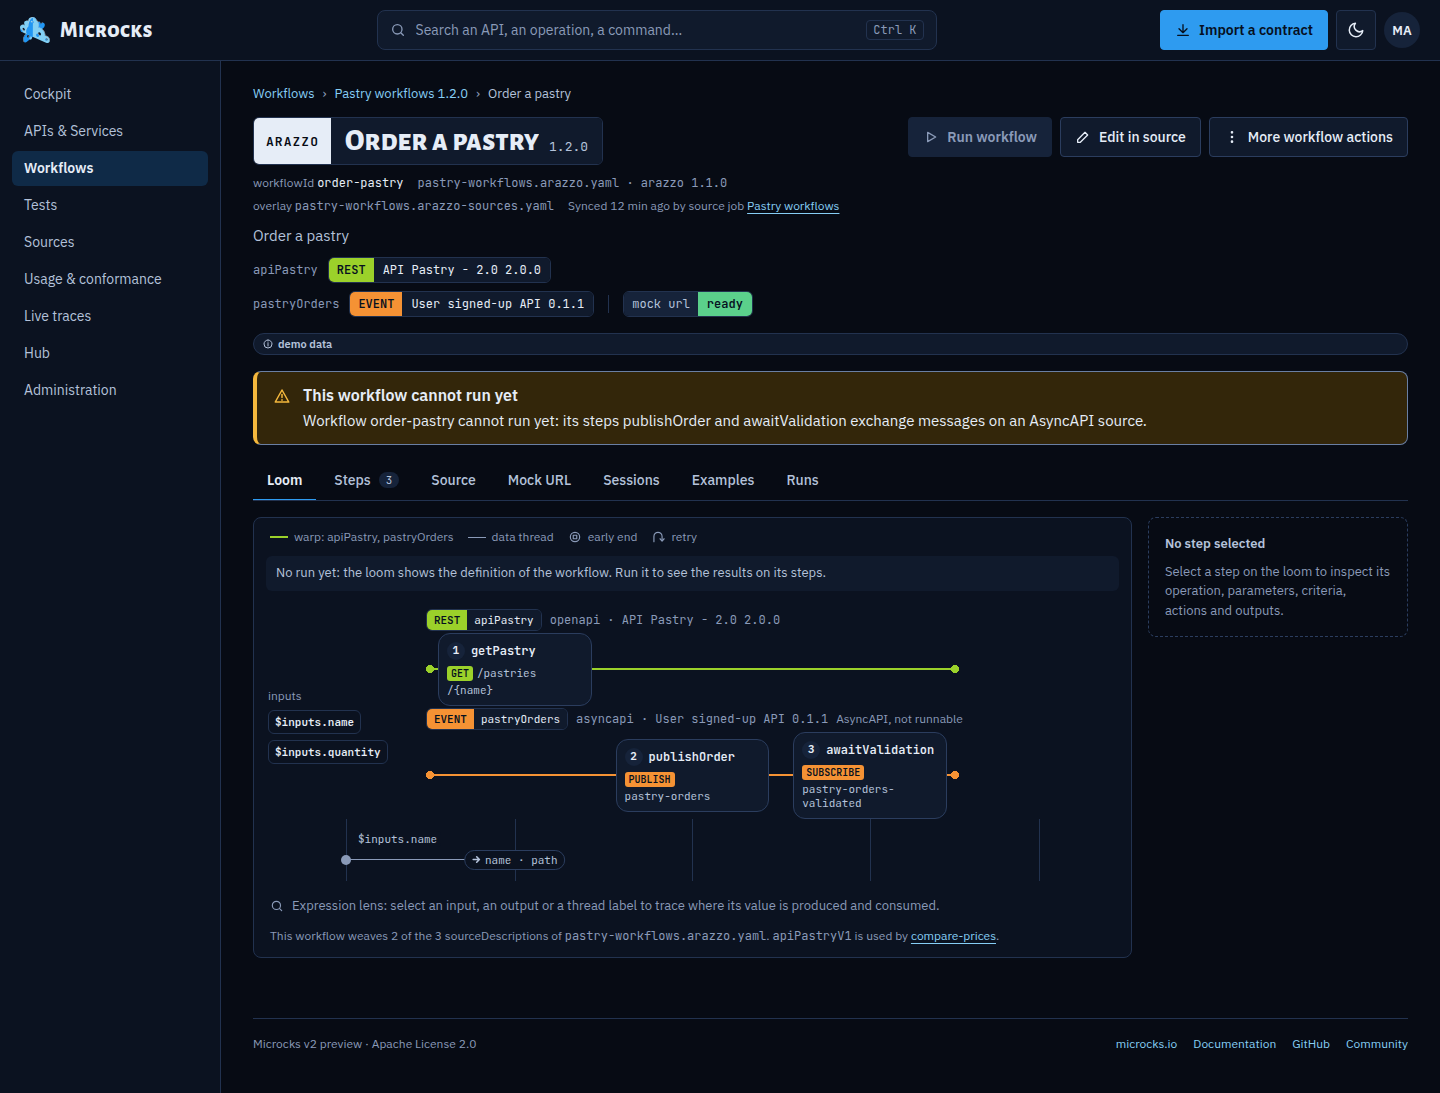 Microcks
Search an API, an operation, a command...
Ctrl K
Import a contract
MA
Cockpit
APIs & Services
Workflows
Tests
Sources
Usage & conformance
Live traces
Hub
Administration
Workflows › Pastry workflows 1.2.0 › Order a pastry
ARAZZO Order a pastry 1.2.0
Run workflow
Edit in source
More workflow actions
workflowId order-pastry pastry-workflows.arazzo.yaml · arazzo 1.1.0
overlay pastry-workflows.arazzo-sources.yaml Synced 12 min ago by source job Pastry workflows
Order a pastry
apiPastry REST API Pastry - 2.0 2.0.0
pastryOrders EVENT User signed-up API 0.1.1 mock url ready
demo data
This workflow cannot run yet
Workflow order-pastry cannot run yet: its steps publishOrder and awaitValidation exchange messages on an AsyncAPI source.
Loom Steps 3 Source Mock URL Sessions Examples Runs
warp: apiPastry, pastryOrders data thread early end retry
No run yet: the loom shows the definition of the workflow. Run it to see the results on its steps.
REST apiPastry openapi · API Pastry - 2.0 2.0.0
1 getPastry
GET /pastries
/{name}
inputs
$inputs.name
$inputs.quantity
EVENT pastryOrders asyncapi · User signed-up API 0.1.1 AsyncAPI, not runnable
2 publishOrder
PUBLISH
pastry-orders
3 awaitValidation
SUBSCRIBE
pastry-orders-
validated
$inputs.name
→ name · path
Expression lens: select an input, an output or a thread label to trace where its value is produced and consumed.
This workflow weaves 2 of the 3 sourceDescriptions of pastry-workflows.arazzo.yaml. apiPastryV1 is used by compare-prices.
No step selected
Select a step on the loom to inspect its
operation, parameters, criteria,
actions and outputs.
Microcks v2 preview · Apache License 2.0
microcks.io Documentation GitHub Community